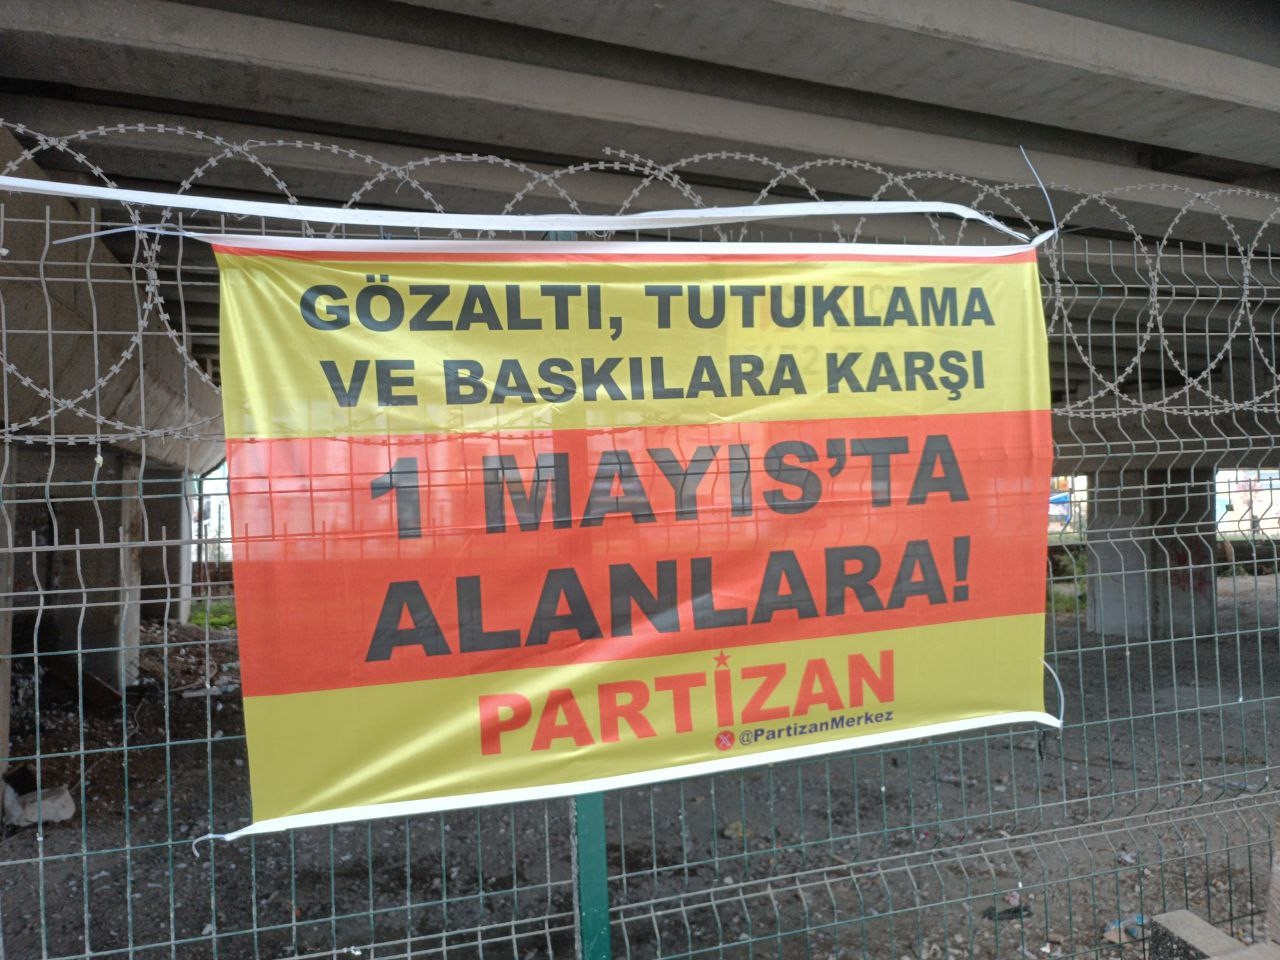 GÖZALTI, TUTUKLAMA
VE BASKILARA KARŞI
1 MAYIS'TA
ALANLARA!
PARTİZAN
@PartizanMerkez